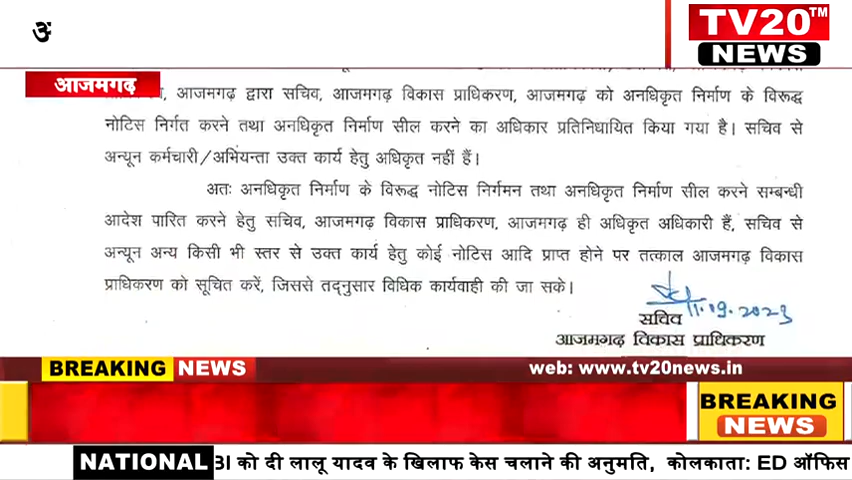 TV20™
NEWS
आजमगढ़
आजमगढ़ द्वारा सचिव, आजमगढ़ विकास प्राधिकरण, आजमगढ़ को अनधिकृत निर्माण के विरूद्ध
नोटिस निर्गत करने तथा अनधिकृत निर्माण सील करने का अधिकार प्रतिनिधायित किया गया है। सचिव से
अन्यून कर्मचारी/अभियन्ता उक्त कार्य हेतु अधिकृत नहीं हैं।
अतः अनधिकृत निर्माण के विरूद्ध नोटिस निर्गमन तथा अनधिकृत निर्माण सील करने सम्बन्धी
आदेश पारित करने हेतु सचिव, आजमगढ़ विकास प्राधिकरण, आजमगढ़ ही अधिकृत अधिकारी हैं, सचिव से
अन्यून अन्य किसी भी स्तर से उक्त कार्य हेतु कोई नोटिस आदि प्राप्त होने पर तत्काल आजमगढ़ विकास
प्राधिकरण को सूचित करें, जिससे तद्नुसार विधिक कार्यवाही की जा सके।
11.09.2023
सचिव
आजमगढ़ विकास प्राधिकरण
BREAKING NEWS
web: www.tv20news.in
BREAKING
NEWS
NATIONAL
BI को दी लालू यादव के खिलाफ केस चलाने की अनुमति, कोलकाता: ED ऑफिस